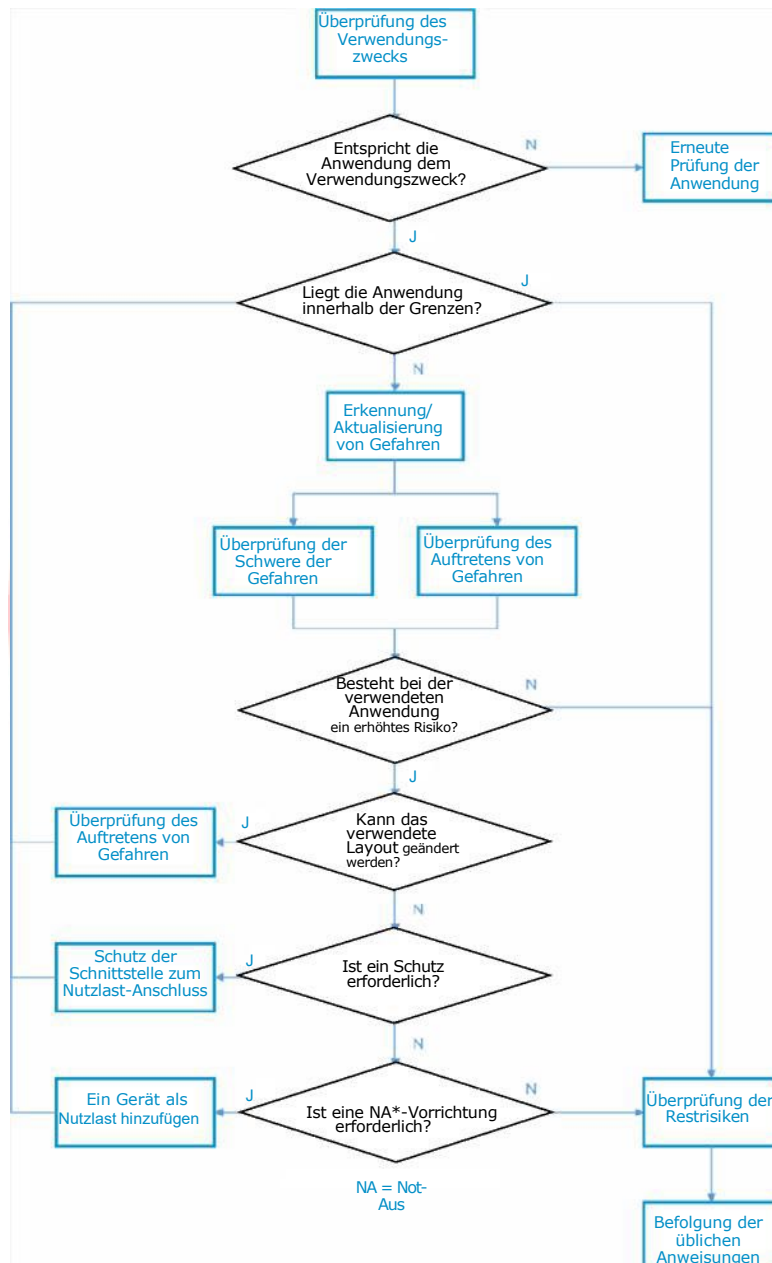 Überprüfung des
Verwendungs-
zwecks
Entspricht die
Anwendung dem
Verwendungszweck?
N
Erneute
Prüfung der
Anwendung
J
Liegt die Anwendung
innerhalb der Grenzen?
J
N
Erkennung/
Aktualisierung
von Gefahren
Überprüfung der
Schwere der
Gefahren
Überprüfung des
Auftretens von
Gefahren
Besteht bei der
verwendeten
Anwendung
ein erhöhtes Risiko?
N
J
Überprüfung des
Auftretens von
Gefahren
J
Kann das
verwendete
Layout geändert
werden?
N
Schutz der
Schnittstelle zum
Nutzlast-Anschluss
J
Ist ein Schutz
erforderlich?
N
Ein Gerät als
Nutzlast hinzufügen
J
Ist eine NA*-Vorrichtung
erforderlich?
N
Überprüfung der
Restrisiken
NA = Not-
Aus
Befolgung der
üblichen
Anweisungen